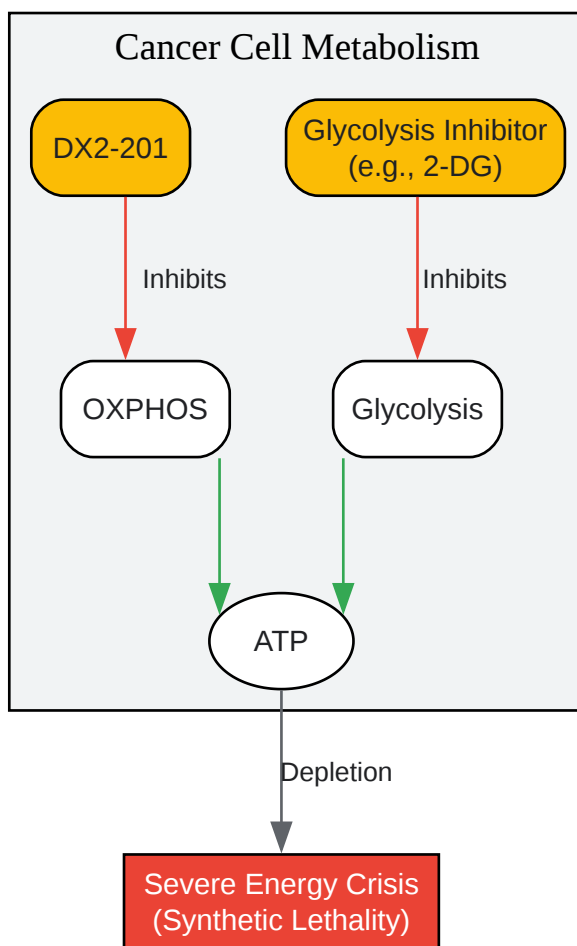 Cancer Cell Metabolism
DX2-201
Glycolysis Inhibitor
(e.g., 2-DG)
Inhibits
Inhibits
OXPHOS
Glycolysis
ATP
Depletion
Severe Energy Crisis
(Synthetic Lethality)